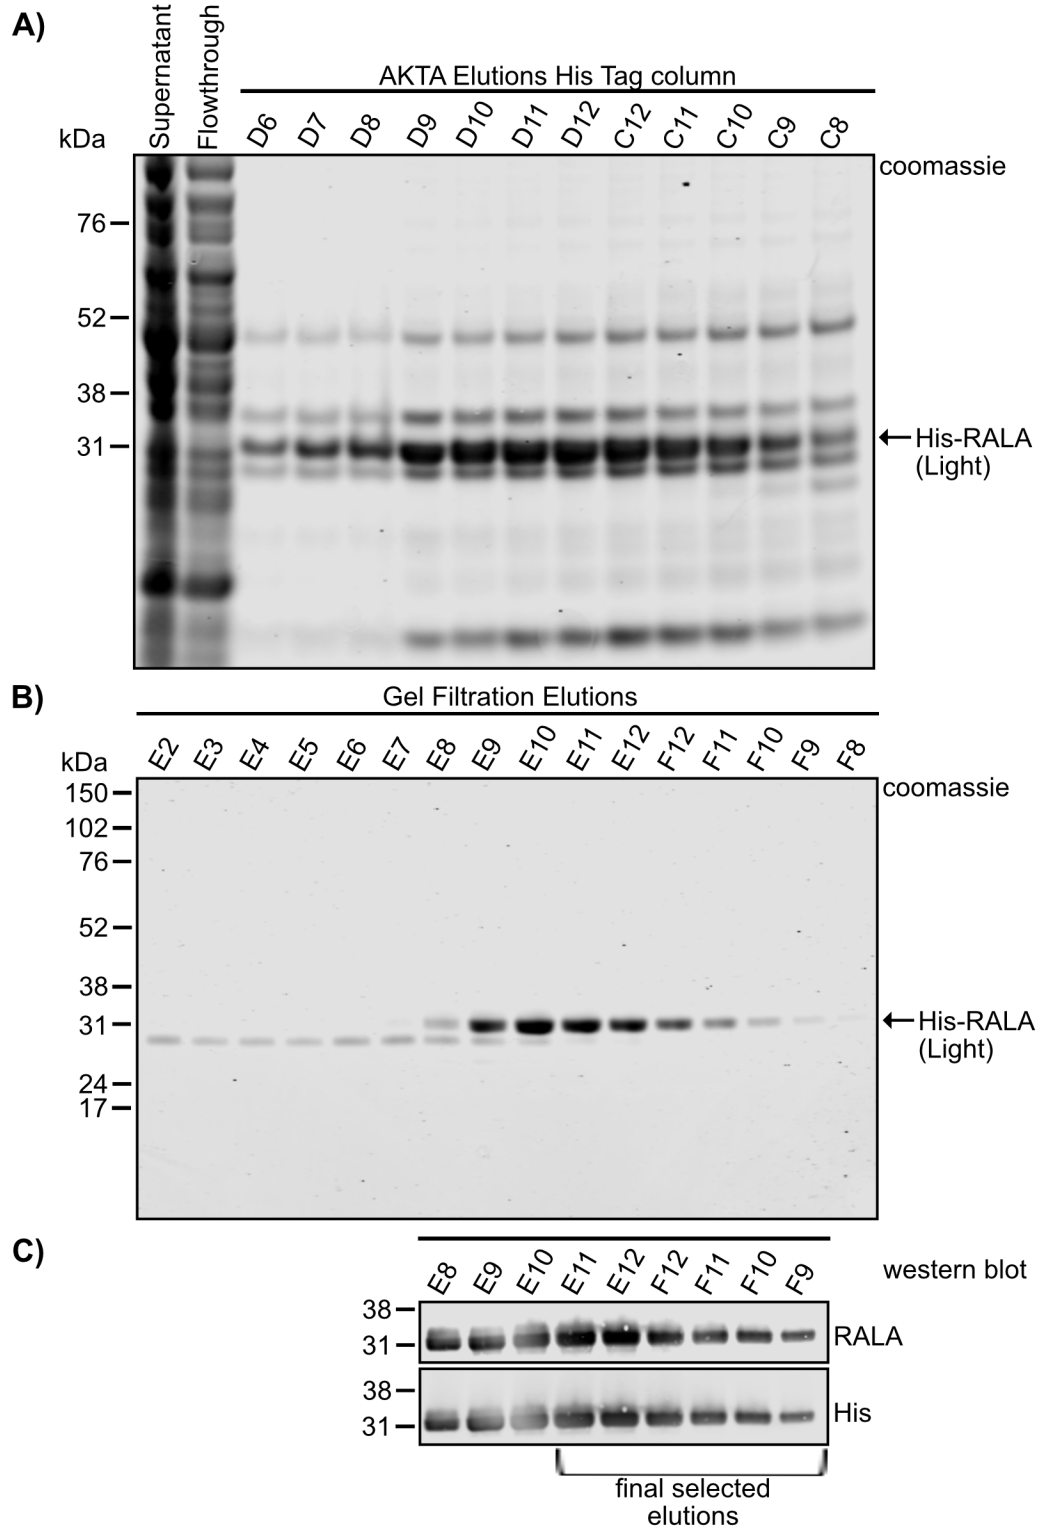 A)
Supernatant
Flowthrough
AKTA Elutions His Tag column
D6 D7 D8 D9 D10 D11 D12 C12 C11 C10 C9 C8
kDa
coomassie
76
52
38
31
His-RALA
(Light)
B)
Gel Filtration Elutions
E2 E3 E4 E5 E6 E7 E8 E9 E10 E11 E12 F12 F11 F10 F9 F8
kDa
coomassie
150
102
76
52
38
31
His-RALA
(Light)
24
17
C)
E8 E9 E10 E11 E12 F12 F11 F10 F9
western blot
38
31
RALA
38
31
His
final selected
elutions